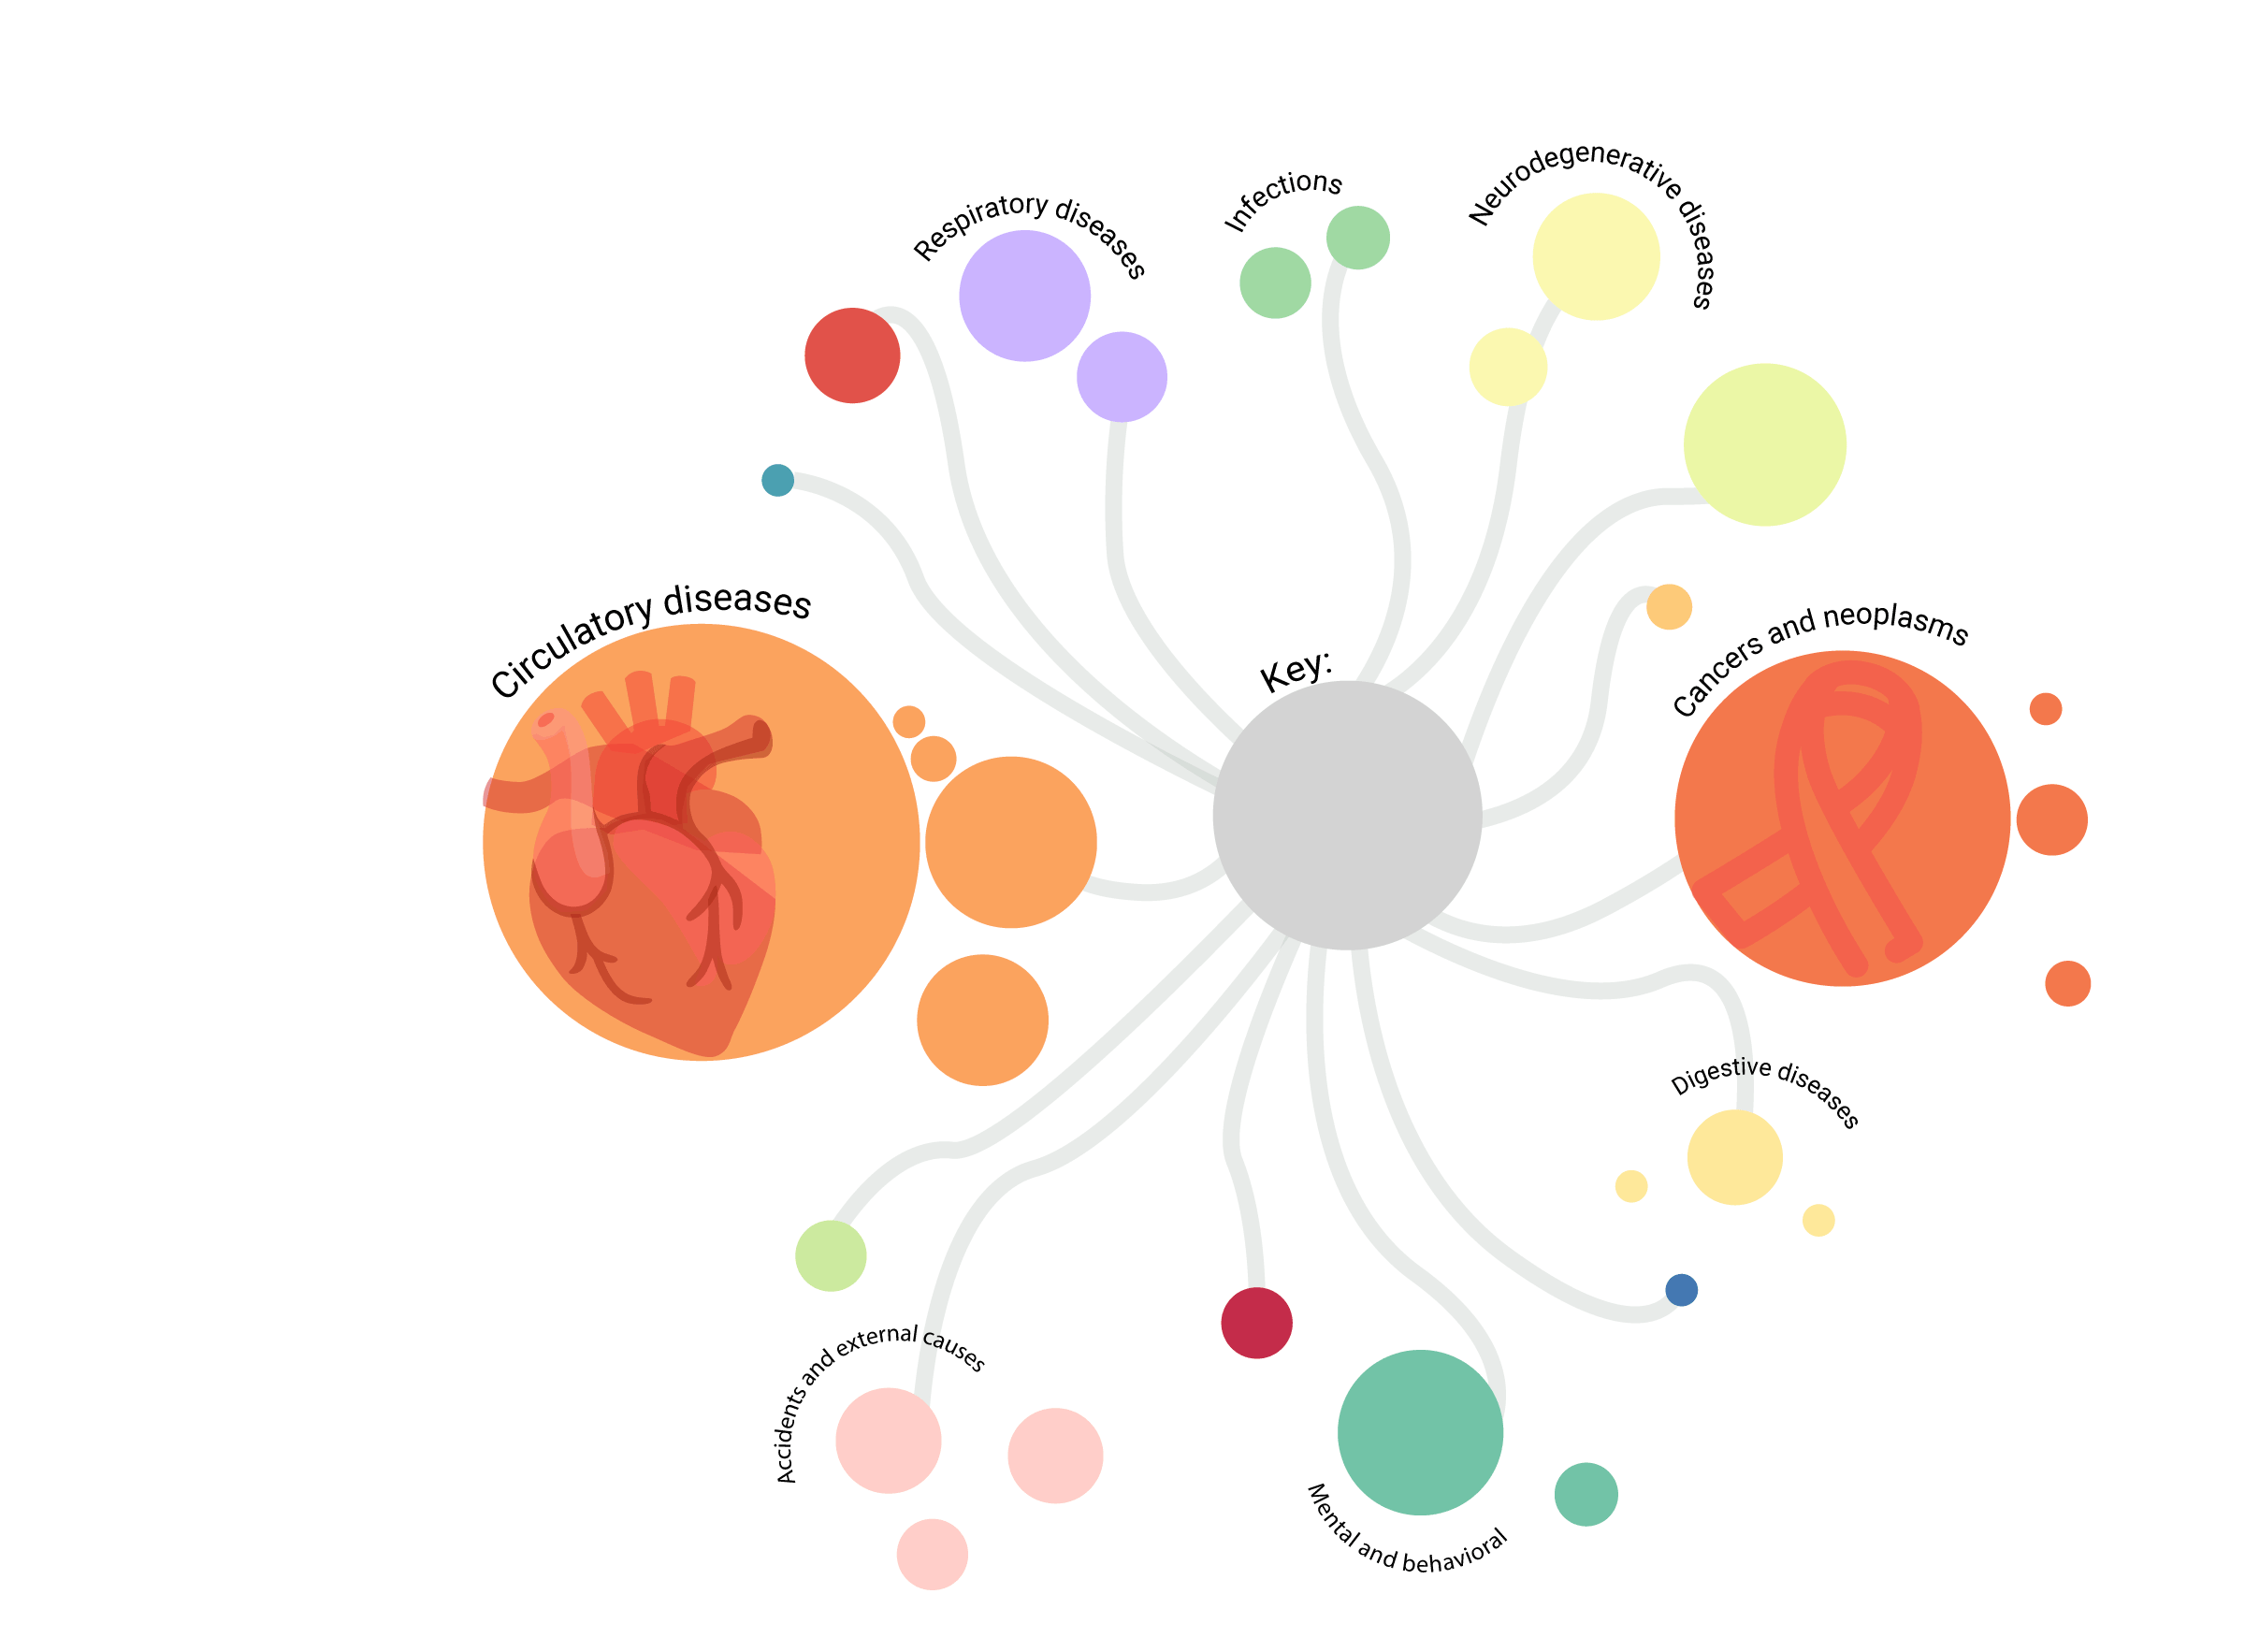 Neurodegenerative diseases
Infections
Respiratory diseases
Circulatory diseases
Cancers and neoplasms
Key:
Digestive diseases
Accidents and external causes
Mental and behavioral